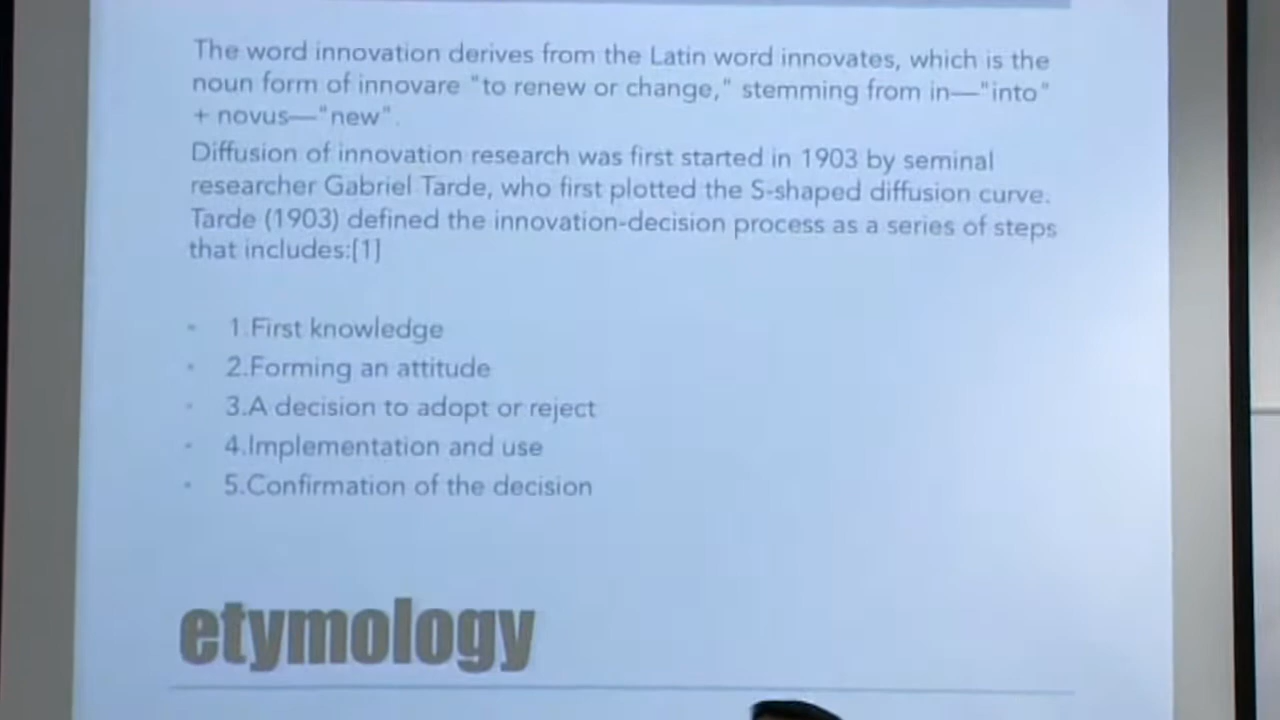 The word innovation derives from the Latin word innovates, which is the
noun form of innovare "to renew or change," stemming from in—"into"
+ novus—"new".
Diffusion of innovation research was first started in 1903 by seminal
researcher Gabriel Tarde, who first plotted the S-shaped diffusion curve.
Tarde (1903) defined the innovation-decision process as a series of steps
that includes:[1]
• 1.First knowledge
• 2.Forming an attitude
• 3.A decision to adopt or reject
• 4.Implementation and use
• 5.Confirmation of the decision
etymology